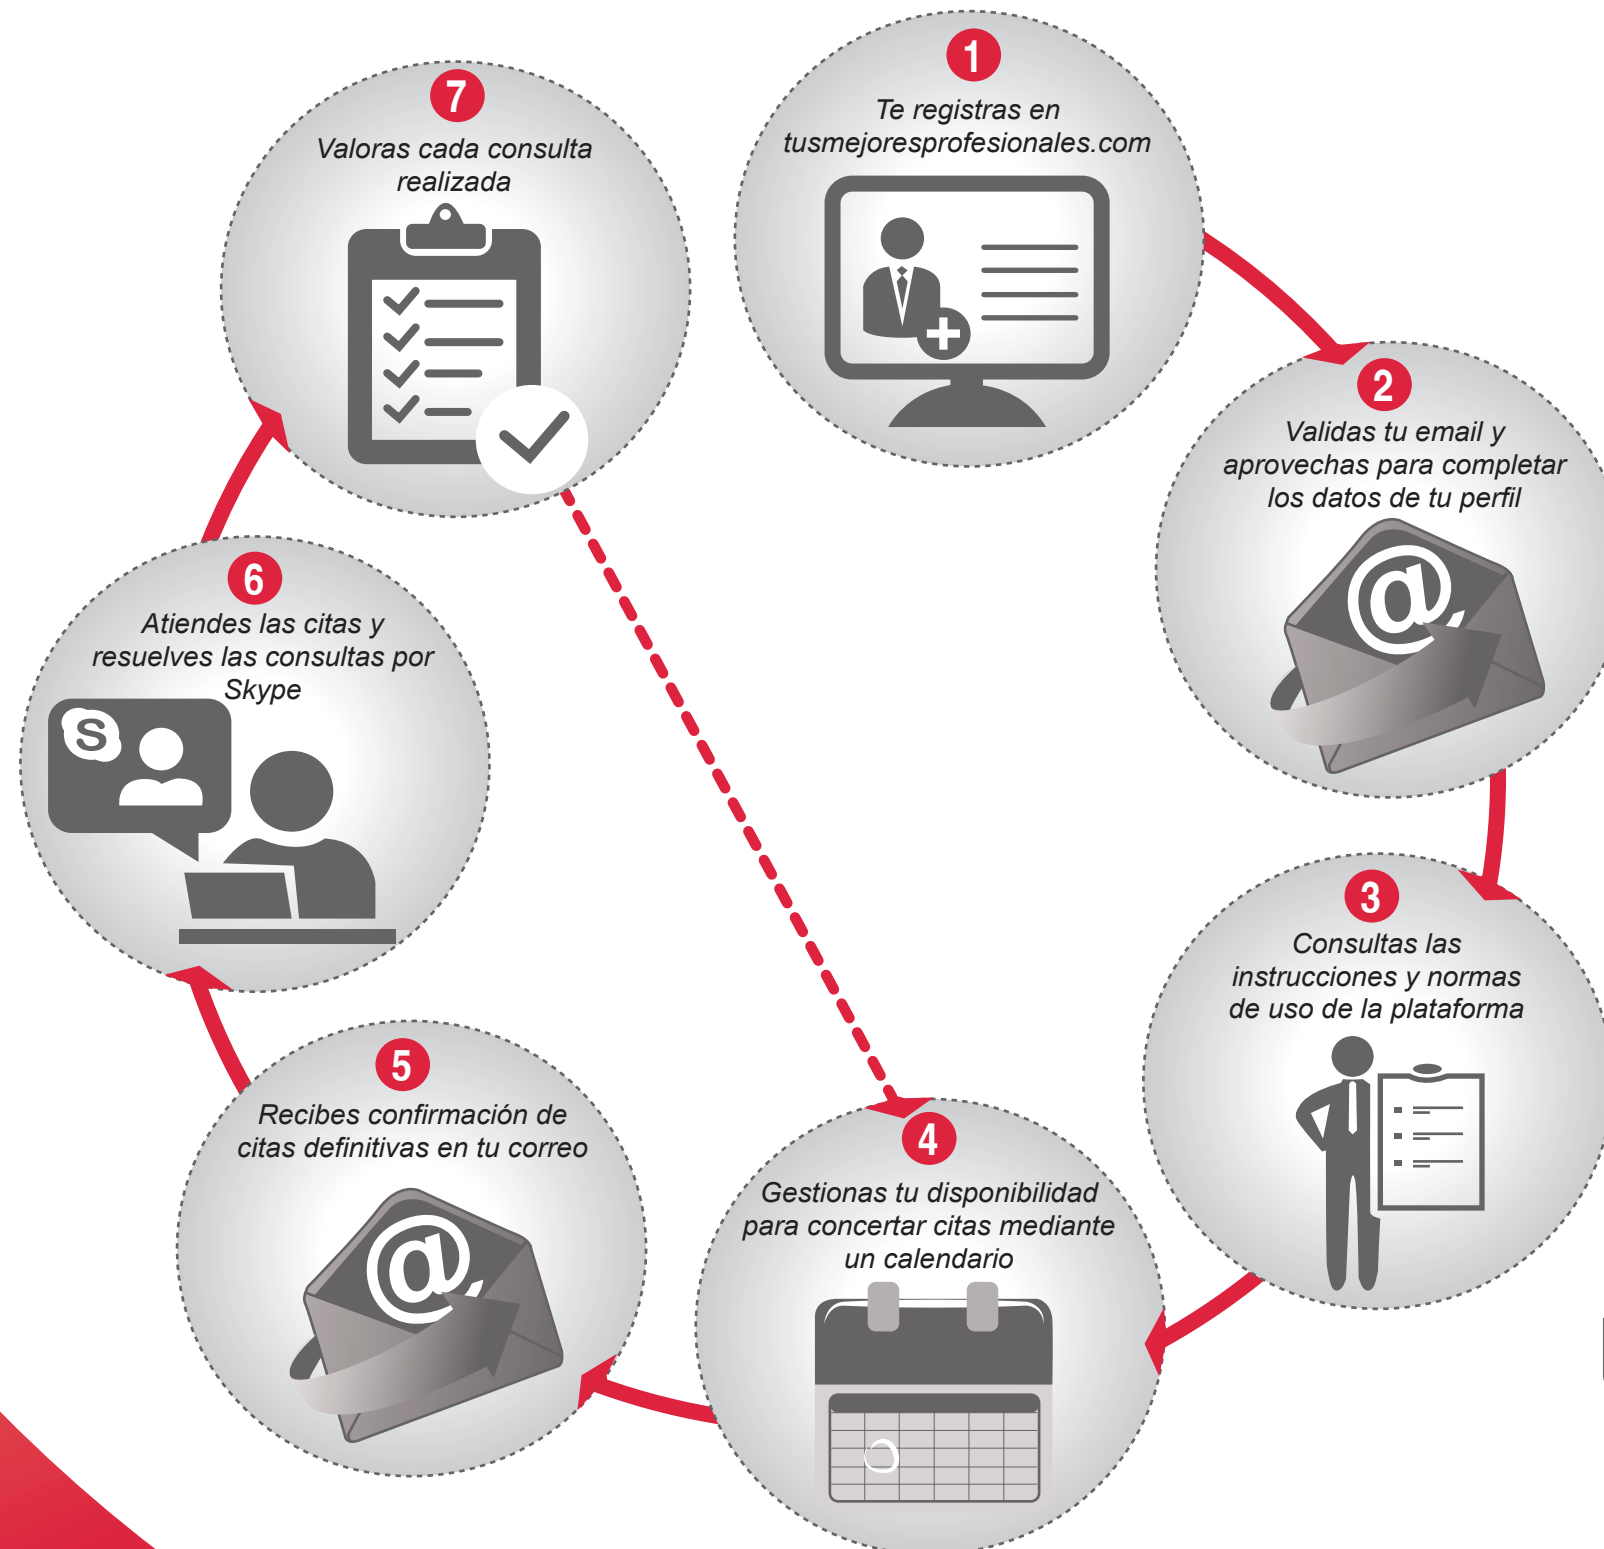 1
Te registras en
tusmejoresprofesionales.com
2
Validas tu email y
aprovechas para completar
los datos de tu perfil
@
3
Consultas las
instrucciones y normas
de uso de la plataforma
4
Gestionas tu disponibilidad
para concertar citas mediante
un calendario
5
Recibes confirmación de
citas definitivas en tu correo
@
6
Atiendes las citas y
resuelves las consultas por
Skype
S
7
Valoras cada consulta
realizada